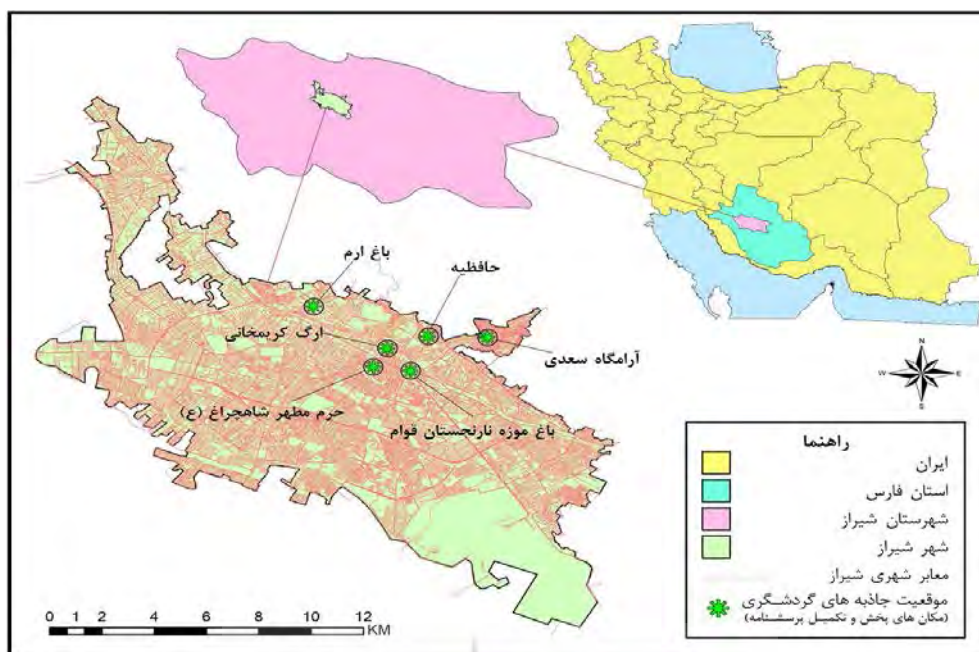 باغ ارم
حافظیه
ارگ کریمخانی
آرامگاه سعدی
حرم مطهر شاهچراغ (ع)
باغ موزه نارنجستان قوام
N
W
E
S
راهنما
ایران
استان فارس
شهرستان شیراز
شهر شیراز
معابر شهری شیراز
موقعیت جاذبه های گردشگری
(مکان های پخش و تکمیل پرسشنامه)
0 1 2 4 6 8 10 12
KM